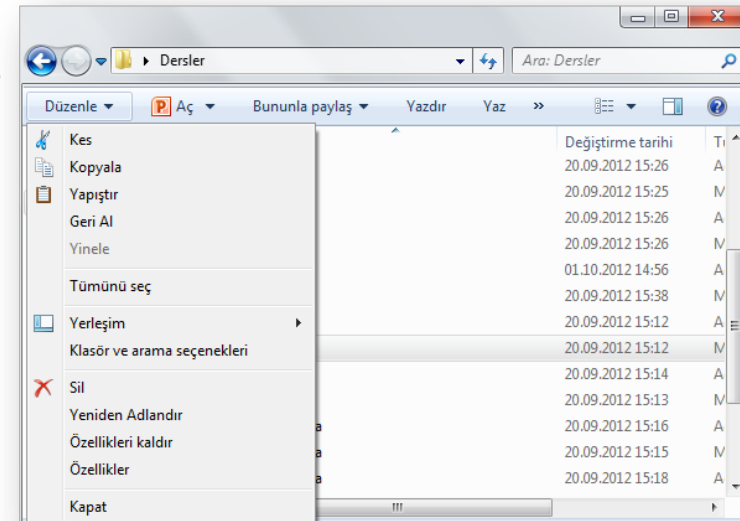 Dersler
Ara: Dersler
Düzenle
Aç
Bununla paylaş
Yazdır
Yaz
»
Kes
Kopyala
Yapıştır
Geri Al
Yinele
Tümünü seç
Yerleşim
Klasör ve arama seçenekleri
Sil
Yeniden Adlandır
Özellikleri kaldır
Özellikler
Kapat
Değiştirme tarihi
20.09.2012 15:26
20.09.2012 15:25
20.09.2012 15:26
20.09.2012 15:26
01.10.2012 14:56
20.09.2012 15:38
20.09.2012 15:12
20.09.2012 15:12
20.09.2012 15:14
20.09.2012 15:13
a 20.09.2012 15:16
a 20.09.2012 15:15
a 20.09.2012 15:18